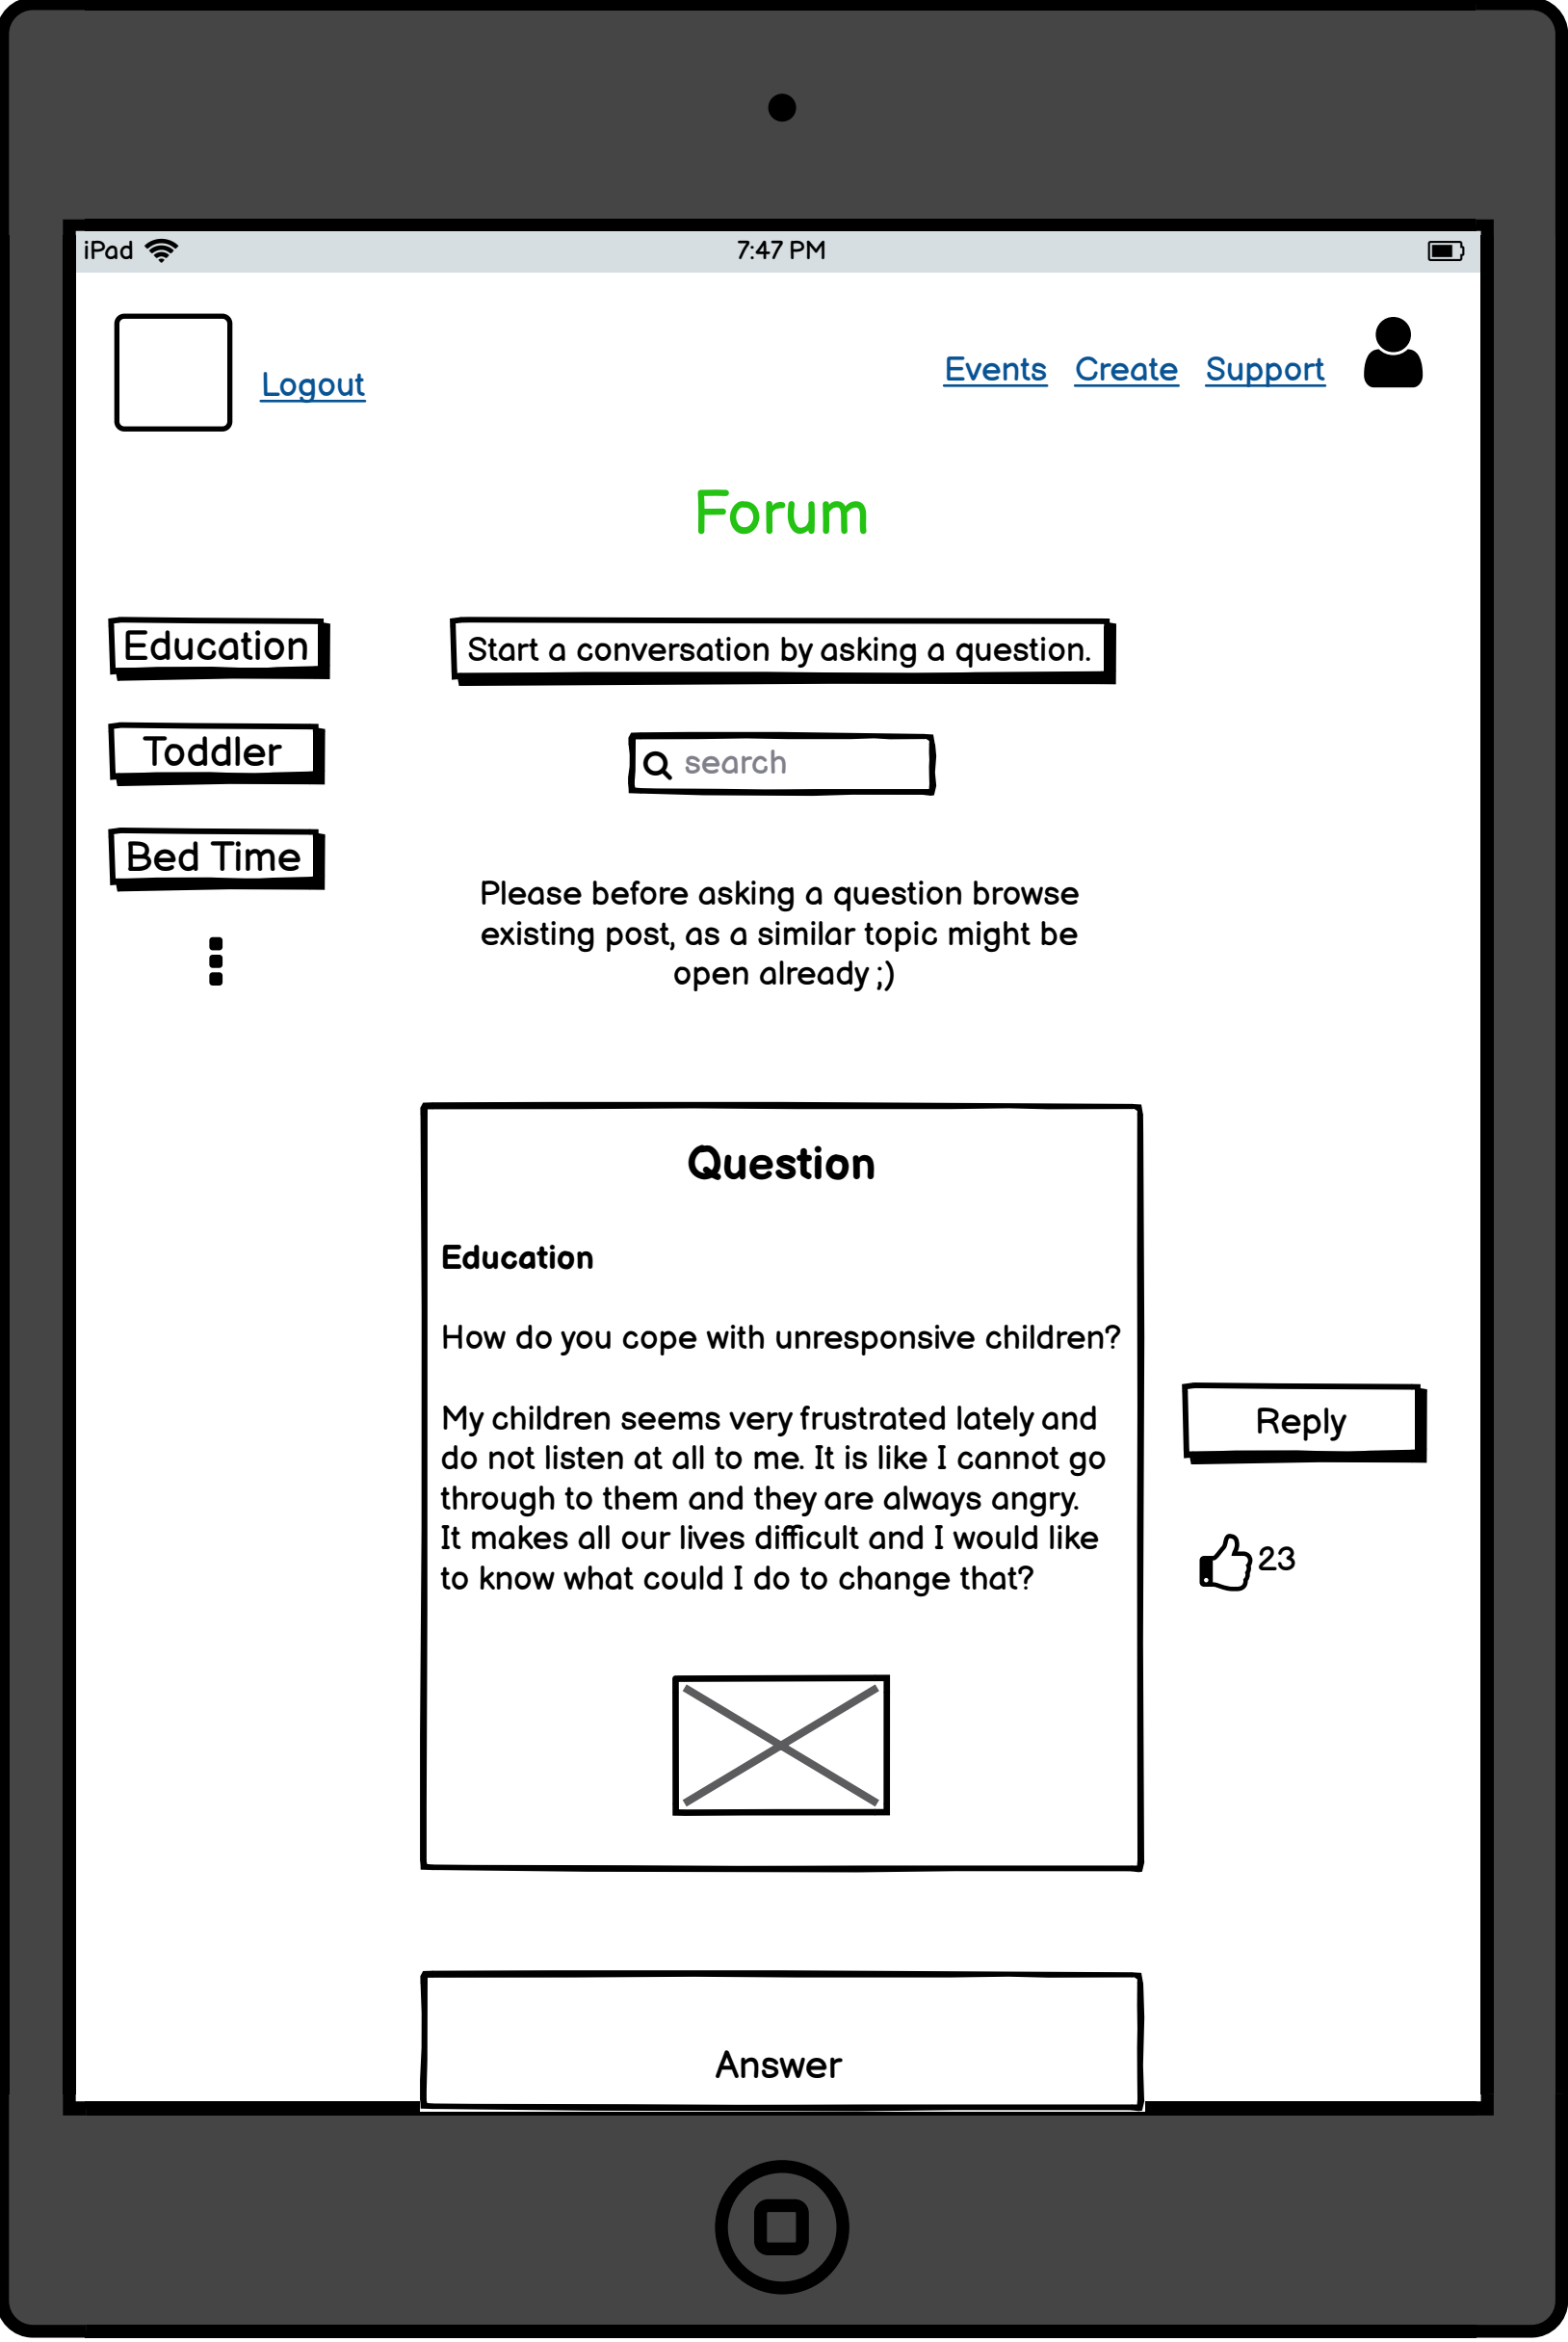 iPad 7:47 PM
Logout Events Create Support
Forum
Education
Toddler
Bed Time
Start a conversation by asking a question.
search
Please before asking a question browse
existing post, as a similar topic might be
open already ;)
Question
Education
How do you cope with unresponsive children?
My children seems very frustrated lately and
do not listen at all to me. It is like I cannot go
through to them and they are always angry.
It makes all our lives difficult and I would like
to know what could I do to change that?
Reply
23
Answer